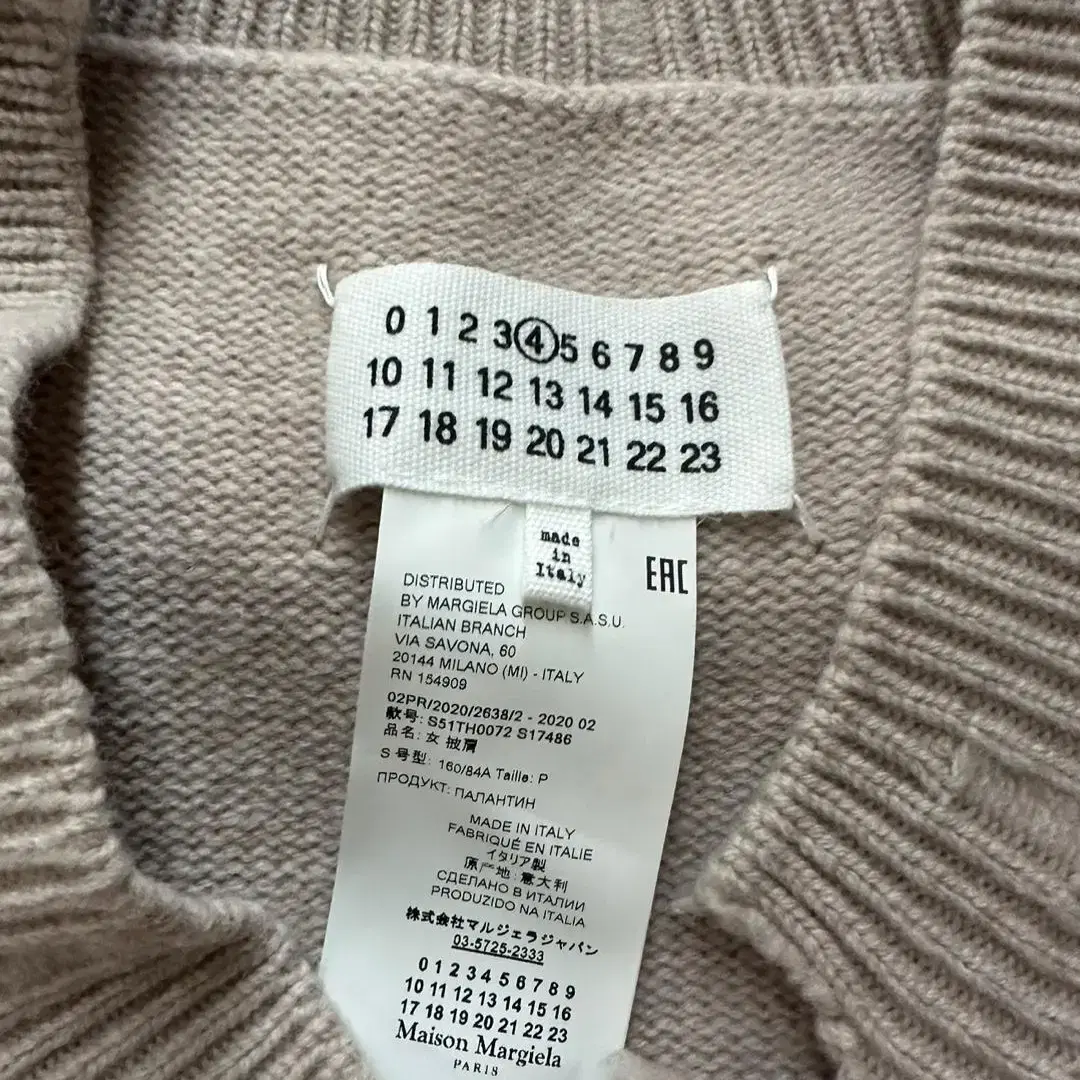 0 1 2 3 4 5 6 7 8 9
10 11 12 13 14 15 16
17 18 19 20 21 22 23
made
in
Italy
EAC
DISTRIBUTED
BY MARGIELA GROUP S.A.S.U.
ITALIAN BRANCH
VIA SAVONA, 60
20144 MILANO (MI) - ITALY
RN 154909
02PR/2020/2638/2 - 2020 02
款号: S51TH0072 S17486
品名: 女 披肩
S 号型: 160/84A Taille: P
ПРОДУКТ: ПАЛАНТИН
MADE IN ITALY
FABRIQUÉ EN ITALIE
イタリア製
原产地: 意大利
СДЕЛАНО В ИТАЛИИ
PRODUZIDO NA ITALIA
株式会社マルジェラジャパン
03-5725-2333
0 1 2 3 4 5 6 7 8 9
10 11 12 13 14 15 16
17 18 19 20 21 22 23
Maison Margiela
PARIS